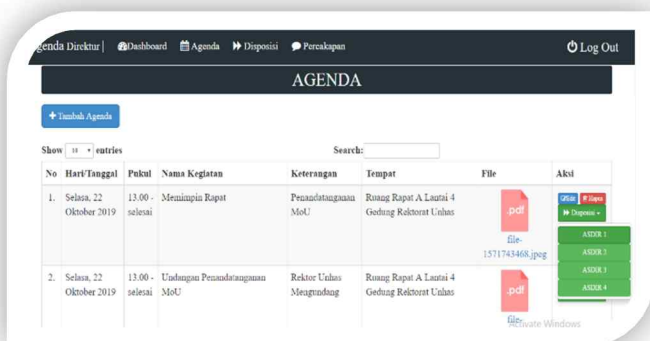 genda Direktur| Dashboard Agenda Disposisi Percakapan Log Out
AGENDA
+ Tambah Agenda
Show 10 entries Search:
No Hari/Tanggal Pukul Nama Kegiatan Keterangan Tempat File Aksi
1. Selasa, 22 13.00 - Memimpin Rapat Penandatanganan Ruang Rapat A Lantai 4 .pdf Edit Hapus
Oktober 2019 selesai MoU Gedung Rektorat Unhas Disposisi
file-
1571743468.jpeg
ASDIR 1
ASDIR 2
ASDIR 3
ASDIR 4
2. Selasa, 22 13.00 - Undangan Penandatanganan Rektor Unhas Ruang Rapat A Lantai 4 .pdf
Oktober 2019 selesai MoU Mengundang Gedung Rektorat Unhas
file-
Activate Windows